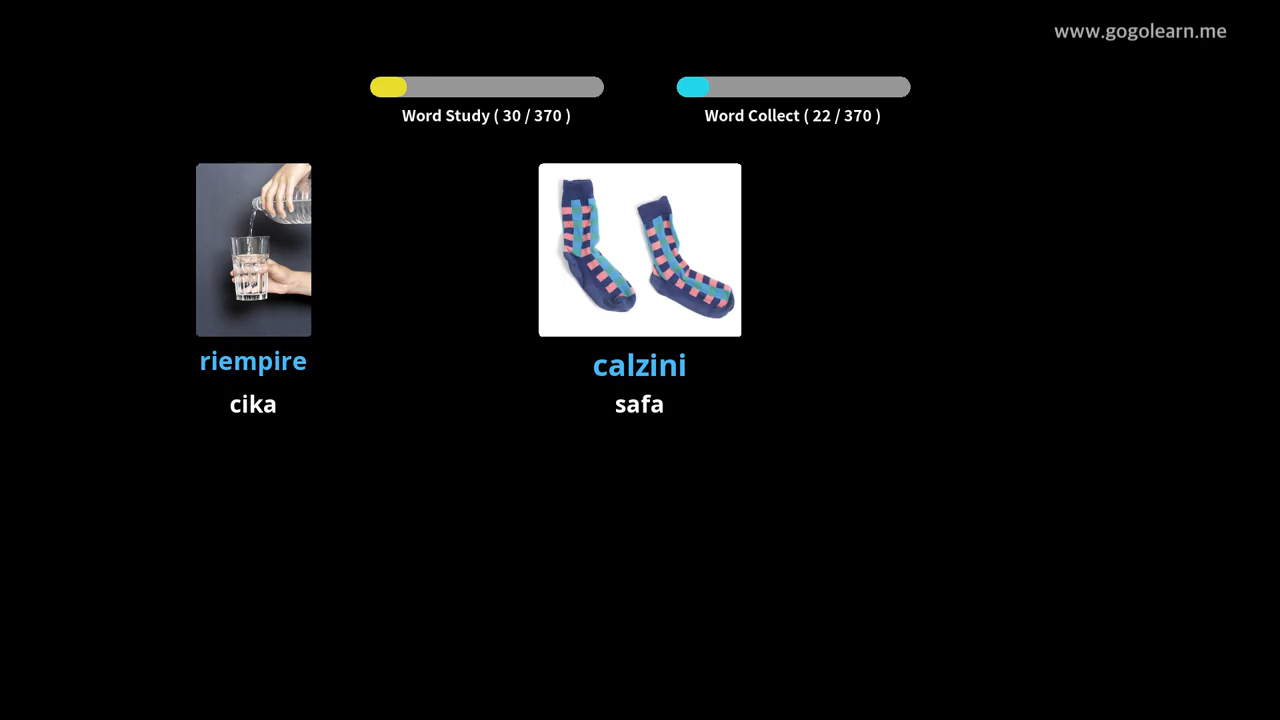 www.gogolearn.me
Word Study ( 30 / 370 )
Word Collect ( 22 / 370 )
riempire
cika
calzini
safa